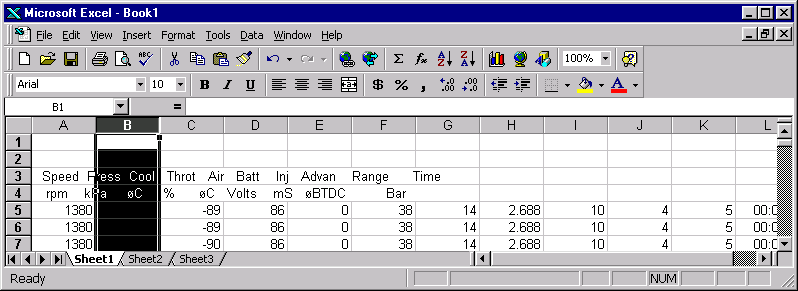 Microsoft Excel - Book1
File Edit View Insert Format Tools Data Window Help
Σ fx A Z Z A 100% ?
Arial 10 B I U $ % , .00 .00 A
B1 =
A B C D E F G H I J K L
1
2
3 Speed Press Cool Throt Air Batt Inj Advan Range Time
4 rpm kPa øC % øC Volts mS øBTDC Bar
5 1380 -89 86 0 38 14 2.688 10 4 5 00:0
6 1380 -89 86 0 38 14 2.688 10 4 5 00:0
7 1380 -90 86 0 38 14 2.688 10 4 5 00:0
Sheet1 Sheet2 Sheet3
Ready NUM